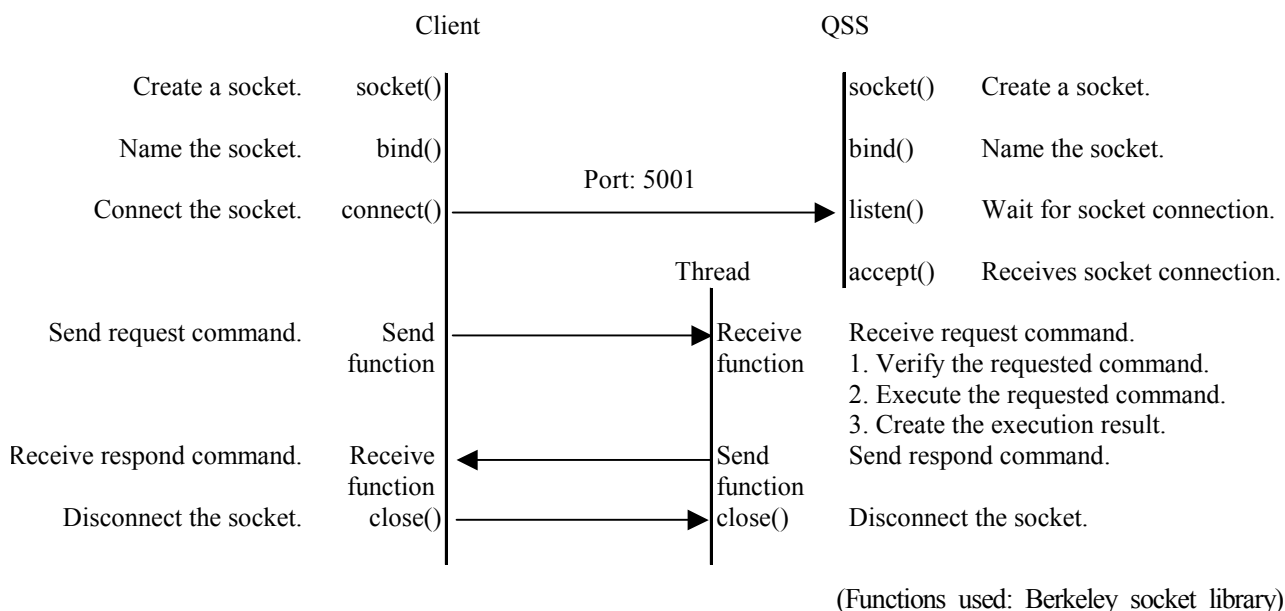 Client QSS
Create a socket. socket() socket() Create a socket.
Name the socket. bind() bind() Name the socket.
Port: 5001
Connect the socket. connect() listen() Wait for socket connection.
Thread accept() Receives socket connection.
Send request command. Send Receive Receive request command.
function function 1. Verify the requested command.
2. Execute the requested command.
3. Create the execution result.
Receive respond command. Receive Send Send respond command.
function function
Disconnect the socket. close() close() Disconnect the socket.
(Functions used: Berkeley socket library)